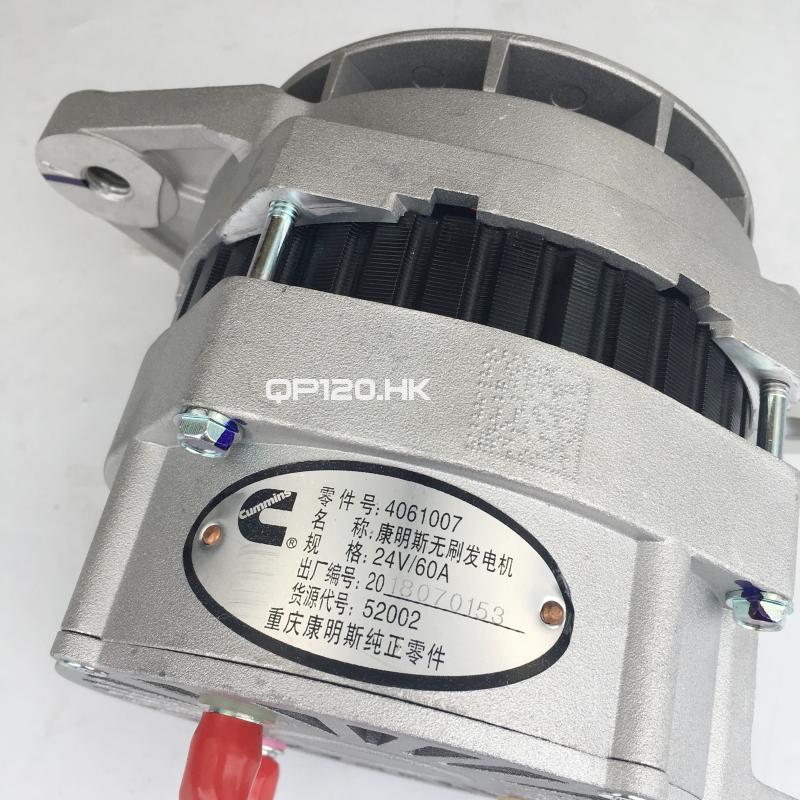 QP120.HK
Cummins
®
零件号: 4061007
名 称: 康明斯无刷发电机
规 格: 24V/60A
出厂编号: 2018070153
货源代号: 52002
重庆康明斯纯正零件